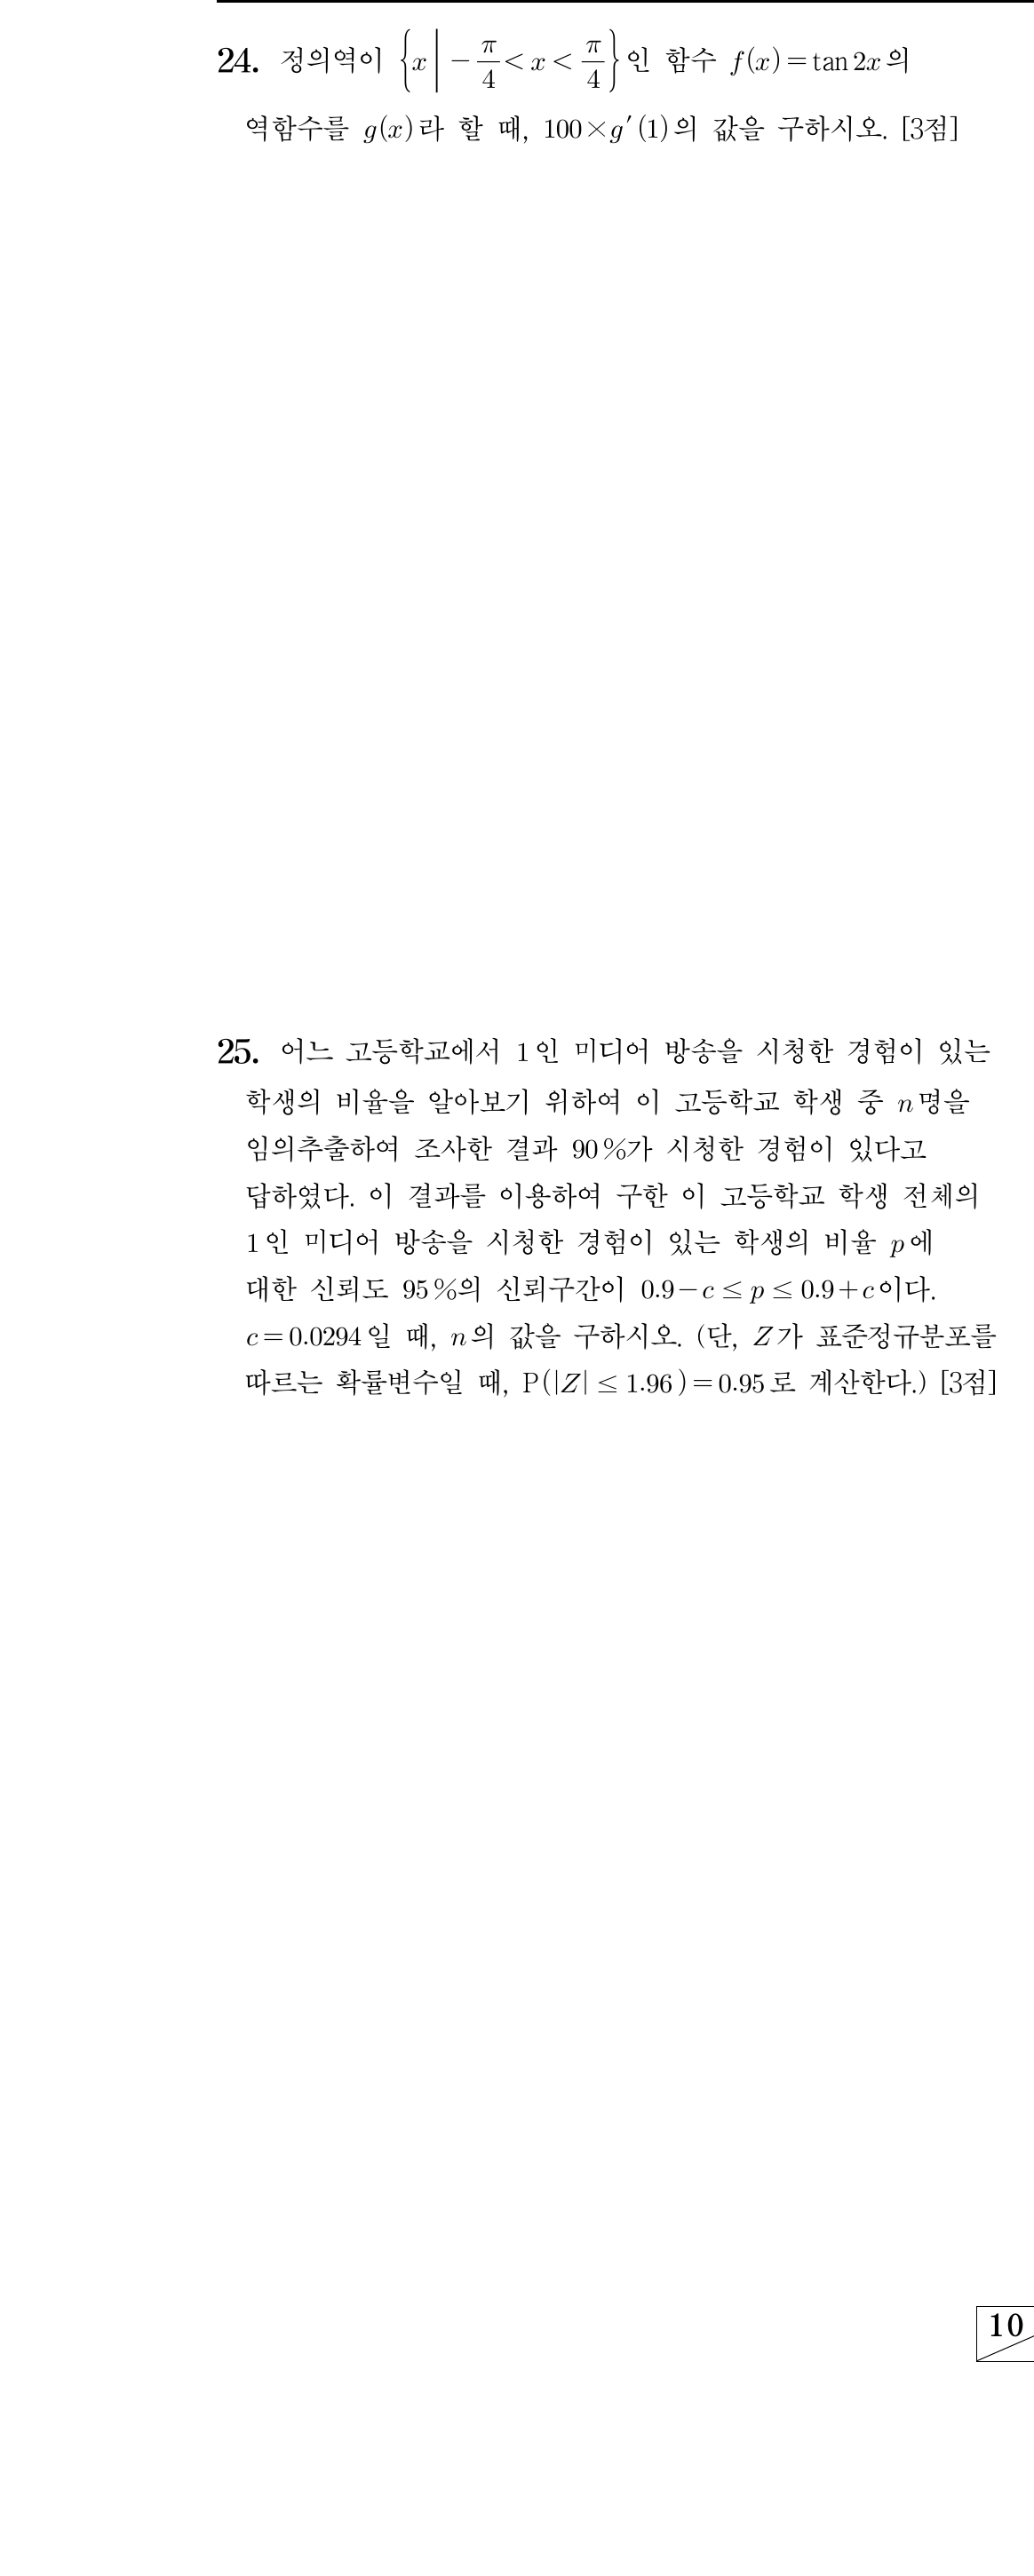 24. 정의역이 {x | -π/4 < x < π/4}인 함수 f(x)=tan 2x의
역함수를 g(x)라 할 때, 100×g′(1)의 값을 구하시오. [3점]
25. 어느 고등학교에서 1인 미디어 방송을 시청한 경험이 있는
학생의 비율을 알아보기 위하여 이 고등학교 학생 중 n명을
임의추출하여 조사한 결과 90%가 시청한 경험이 있다고
답하였다. 이 결과를 이용하여 구한 이 고등학교 학생 전체의
1인 미디어 방송을 시청한 경험이 있는 학생의 비율 p에
대한 신뢰도 95%의 신뢰구간이 0.9-c ≤ p ≤ 0.9+c이다.
c=0.0294일 때, n의 값을 구하시오. (단, Z가 표준정규분포를
따르는 확률변수일 때, P(|Z| ≤ 1.96)=0.95로 계산한다.) [3점]
10